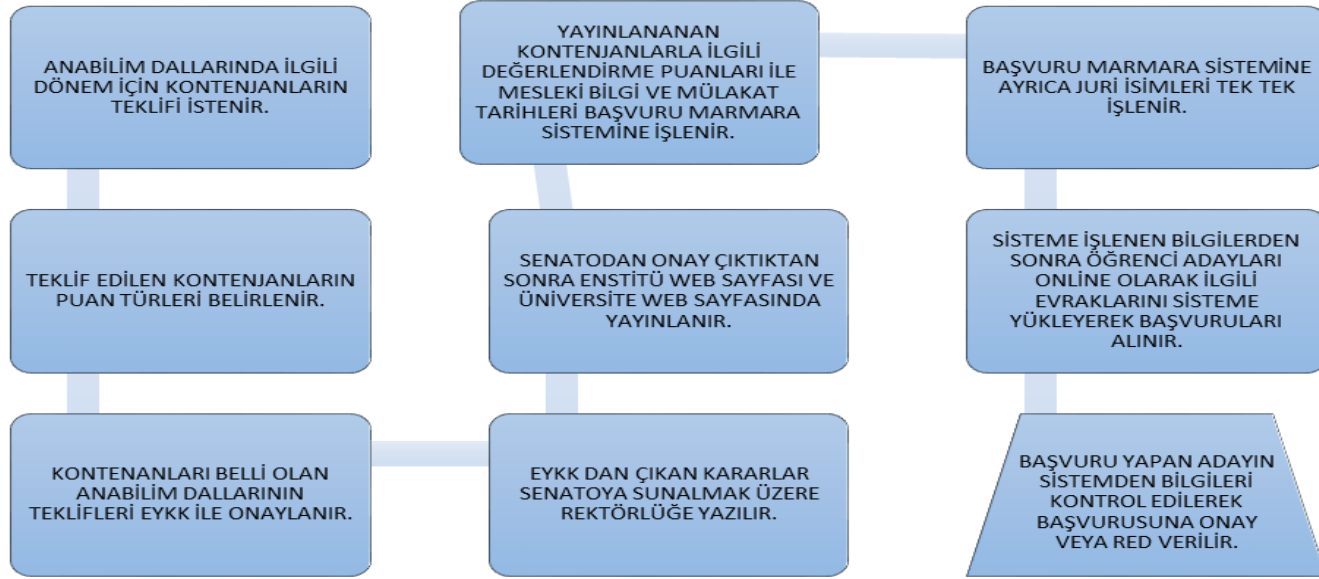 ANABİLİM DALLARINDA İLGİLİ
DÖNEM İÇİN KONTENJANLARIN
TEKLİFİ İSTENİR.
TEKLİF EDİLEN KONTENJANLARIN
PUAN TÜRLERİ BELİRLENİR.
KONTENANLARI BELLİ OLAN
ANABİLİM DALLARININ
TEKLİFLERİ EYKK İLE ONAYLANIR.
EYKK DAN ÇIKAN KARARLAR
SENATOYA SUNALMAK ÜZERE
REKTÖRLÜĞE YAZILIR.
SENATODAN ONAY ÇIKTIKTAN
SONRA ENSTİTÜ WEB SAYFASI VE
ÜNİVERSİTE WEB SAYFASINDA
YAYINLANIR.
YAYINLANANAN
KONTENJANLARLA İLGİLİ
DEĞERLENDİRME PUANLARI İLE
MESLEKİ BİLGİ VE MÜLAKAT
TARİHLERİ BAŞVURU MARMARA
SİSTEMİNE İŞLENİR.
BAŞVURU MARMARA SİSTEMİNE
AYRICA JURİ İSİMLERİ TEK TEK
İŞLENİR.
SİSTEME İŞLENEN BİLGİLERDEN
SONRA ÖĞRENCİ ADAYLARI
ONLINE OLARAK İLGİLİ
EVRAKLARINI SİSTEME
YÜKLEYEREK BAŞVURULARI
ALINIR.
BAŞVURU YAPAN ADAYIN
SİSTEMDEN BİLGİLERİ
KONTROL EDİLEREK
BAŞVURUSUNA ONAY
VEYA RED VERİLİR.